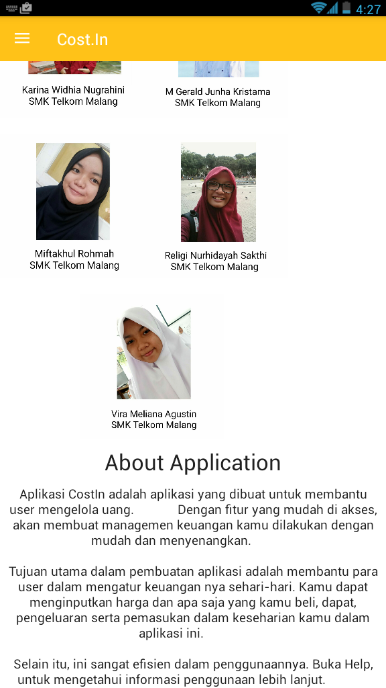 4:27
Cost.In
Karina Widhia Nugrahini
SMK Telkom Malang
M Gerald Junha Kristama
SMK Telkom Malang
Miftakhul Rohmah
SMK Telkom Malang
Religi Nurhidayah Sakthi
SMK Telkom Malang
Vira Meliana Agustin
SMK Telkom Malang
About Application
Aplikasi CostIn adalah aplikasi yang dibuat untuk membantu
user mengelola uang. Dengan fitur yang mudah di akses,
akan membuat managemen keuangan kamu dilakukan dengan
mudah dan menyenangkan.
Tujuan utama dalam pembuatan aplikasi adalah membantu para
user dalam mengatur keuangan nya sehari-hari. Kamu dapat
menginputkan harga dan apa saja yang kamu beli, dapat,
pengeluaran serta pemasukan dalam keseharian kamu dalam
aplikasi ini.
Selain itu, ini sangat efisien dalam penggunaannya. Buka Help,
untuk mengetahui informasi penggunaan lebih lanjut.